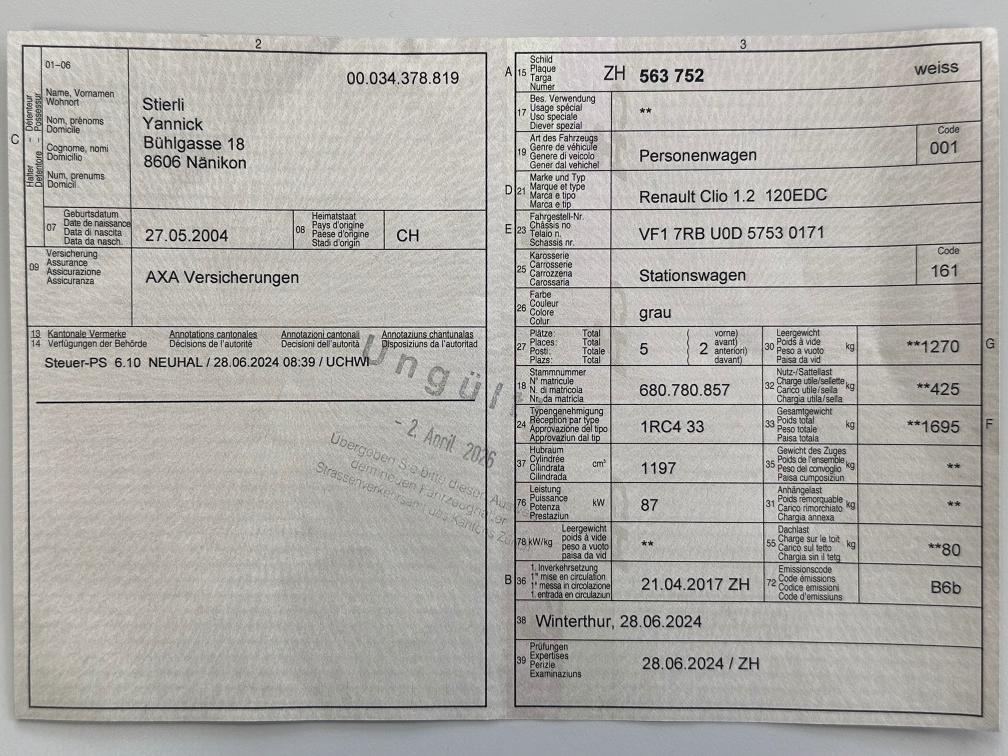 2
01–06
00.034.378.819
C
Halter – Détenteur
Detentore – Possessur
Name, Vornamen
Wohnort
Nom, prénoms
Domicile
Cognome, nomi
Domicilio
Num, prenums
Domicil
Stierli
Yannick
Bühlgasse 18
8606 Nänikon
07
Geburtsdatum
Date de naissance
Data di nascita
Data da nasch.
27.05.2004
08
Heimatstaat
Pays d'origine
Paese d'origine
Stadi d'origin
CH
09
Versicherung
Assurance
Assicurazione
Assicuranza
AXA Versicherungen
13 Kantonale Vermerke Annotations cantonales Annotazioni cantonali Annotaziuns chantunalas
14 Verfügungen der Behörde Décisions de l'autorité Decisioni dell'autorità Disposiziuns da l'autoritad
Steuer-PS 6.10 NEUHAL / 28.06.2024 08:39 / UCHWI
Ungült
- 2. April 2026
Übergeben Sie bitte diesen
dem neuen Fahrzeughalter
Strassenverkehrsamt des Kantons Zürich
3
A 15
Schild
Plaque
Targa
Numer
ZH 563 752 weiss
17
Bes. Verwendung
Usage spécial
Uso speciale
Diever spezial
**
19
Art des Fahrzeugs
Genre de véhicule
Genere di veicolo
Gener dal vehichel
Personenwagen
Code
001
D 21
Marke und Typ
Marque et type
Marca e tipo
Marca e tip
Renault Clio 1.2 120EDC
E 23
Fahrgestell-Nr.
Châssis no
Telaio n.
Schassis nr.
VF1 7RB U0D 5753 0171
25
Karosserie
Carrosserie
Carrozzeria
Carossaria
Stationswagen
Code
161
26
Farbe
Couleur
Colore
Colur
grau
27
Plätze: Total
Places: Total
Posti: Totale
Plazs: Total
5
( 2
vorne)
avant)
anteriori)
davant)
30
Leergewicht
Poids à vide
Peso a vuoto
Paisa da vid
kg
**1270
G
18
Stammnummer
N° matricule
N. di matricola
Nr. da matricla
680.780.857
32
Nutz-/Sattellast
Charge utile/sellette
Carico utile/sella
Chargia utila/sella
kg
**425
24
Typengenehmigung
Réception par type
Approvazione del tipo
Approvaziun dal tip
1RC4 33
33
Gesamtgewicht
Poids total
Peso totale
Paisa totala
kg
**1695
F
37
Hubraum
Cylindrée
Cilindrata
Cilindrada
cm³
1197
35
Gewicht des Zuges
Poids de l'ensemble
Peso del convoglio
Paisa cumposiziun
kg
**
76
Leistung
Puissance
Potenza
Prestaziun
kW
87
31
Anhängelast
Poids remorquable
Carico rimorchiato
Chargia annexa
kg
**
78 kW/kg
Leergewicht
poids à vide
peso a vuoto
paisa da vid
**
55
Dachlast
Charge sur le toit
Carico sul tetto
Chargia sin il tetg
kg
**80
B 36
1. Inverkehrsetzung
1re mise en circulation
1a messa in circolazione
1. entrada en circulaziun
21.04.2017 ZH
72
Emissionscode
Code émissions
Codice emissioni
Code d'emissiuns
B6b
38 Winterthur, 28.06.2024
39
Prüfungen
Expertises
Perizie
Examinaziuns
28.06.2024 / ZH